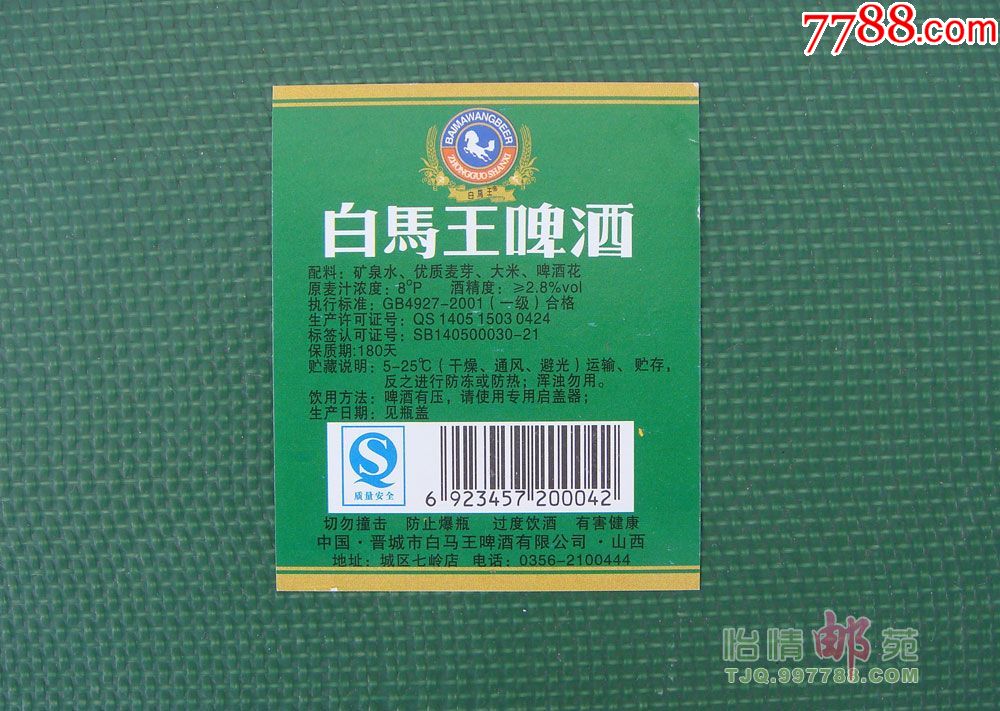 7788.com
BAIMAWANGBEER
ZHONGGUO SHANXI
白馬王®
白馬王啤酒
配料：矿泉水、优质麦芽、大米、啤酒花
原麦汁浓度：8°P 酒精度：≥2.8%vol
执行标准：GB4927-2001（一级）合格
生产许可证号：QS 1405 1503 0424
标签认可证号：SB140500030-21
保质期:180天
贮藏说明：5-25℃（干燥、通风、避光）运输、贮存，
反之进行防冻或防热；浑浊勿用。
饮用方法：啤酒有压，请使用专用启盖器；
生产日期：见瓶盖
质量安全
6 923457 200042
切勿撞击 防止爆瓶 过度饮酒 有害健康
中国·晋城市白马王啤酒有限公司·山西
地址：城区七岭店 电话：0356-2100444
怡情邮苑
TJQ.997788.COM